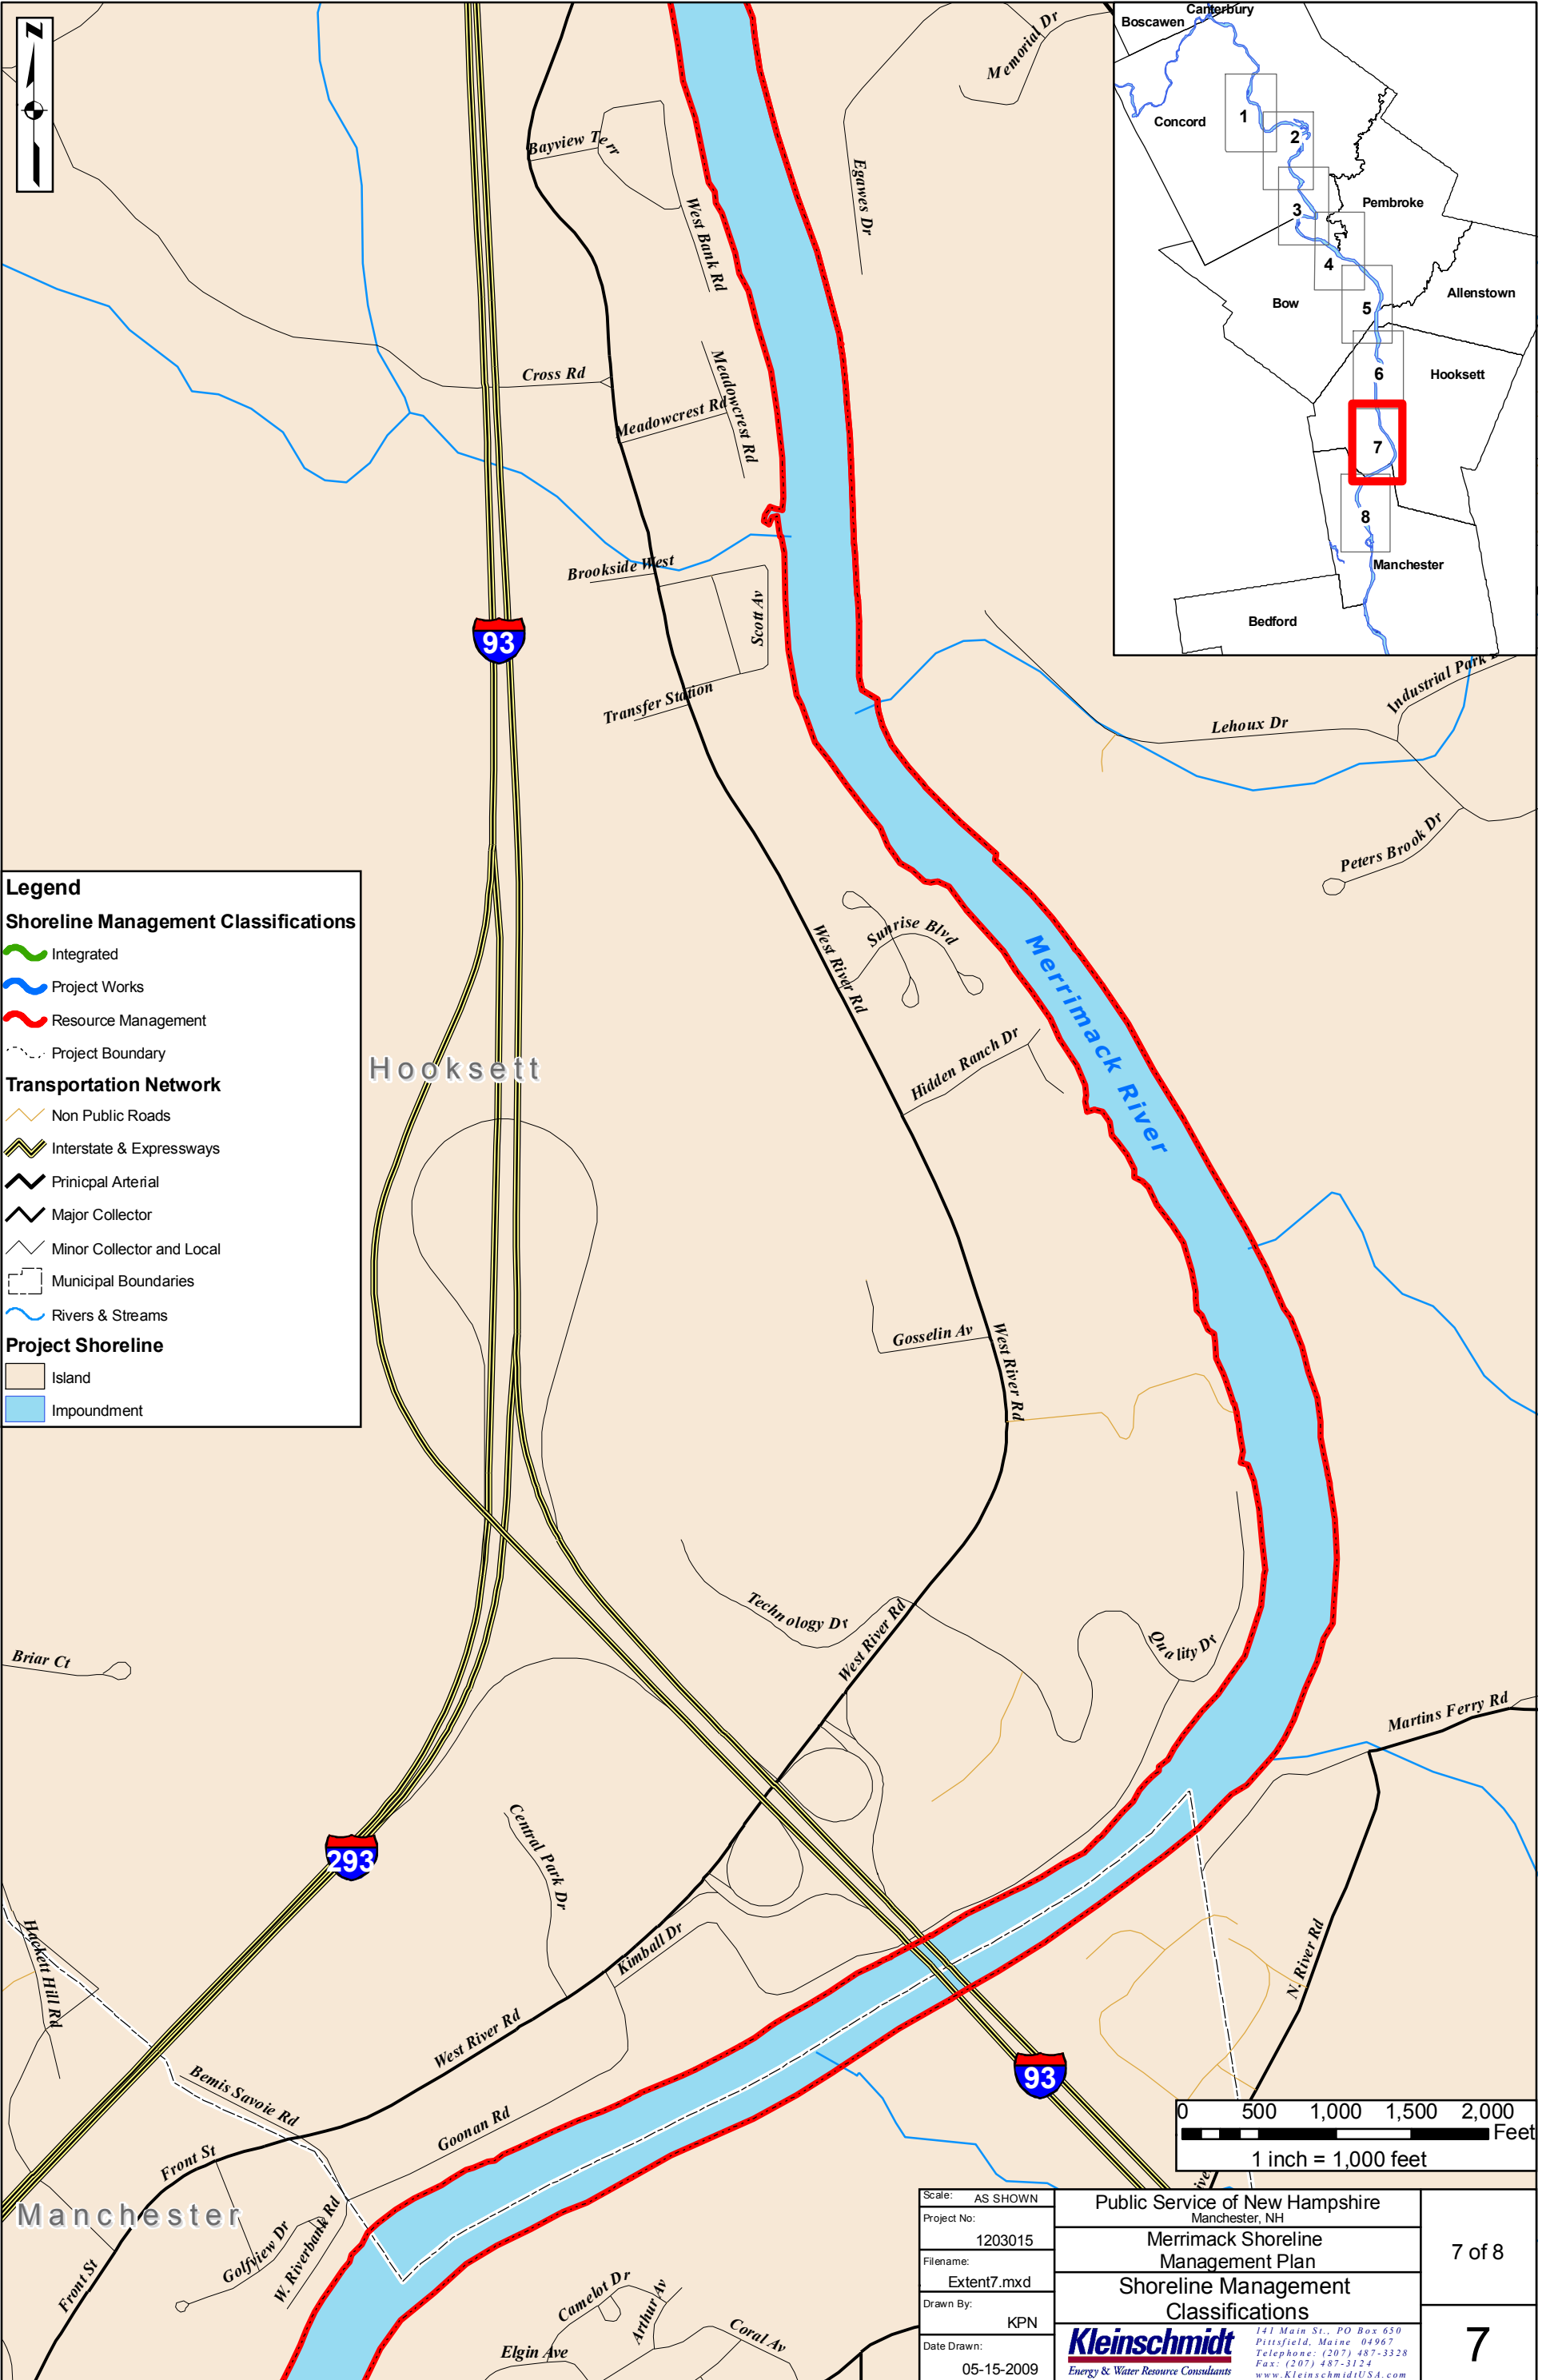 N
Canterbury
Boscawen
Concord
1
2
3
Pembroke
4
Bow
5
Allenstown
6
Hooksett
7
8
Manchester
Bedford
Memorial Dr
Bayview Terr
Egawes Dr
West Bank Rd
Cross Rd
Meadowcrest Rd
Meadowcrest Rd
Brookside West
Scott Av
93
Transfer Station
Industrial Park
Lehoux Dr
Peters Brook Dr
Sunrise Blvd
West River Rd
Merrimack River
Hidden Ranch Dr
Hooksett
Legend
Shoreline Management Classifications
Integrated
Project Works
Resource Management
Project Boundary
Transportation Network
Non Public Roads
Interstate & Expressways
Prinicpal Arterial
Major Collector
Minor Collector and Local
Municipal Boundaries
Rivers & Streams
Project Shoreline
Island
Impoundment
Gosselin Av
West River Rd
Technology Dr
West River Rd
Quality Dr
Briar Ct
Martins Ferry Rd
Central Park Dr
293
Hackett Hill Rd
Kimball Dr
N. River Rd
West River Rd
93
Bemis Savoie Rd
Goonan Rd
Front St
Manchester
Golfview Dr
W. Riverbank Rd
Front St
Camelot Dr
Arthur Av
Coral Av
Elgin Ave
0 500 1,000 1,500 2,000
Feet
1 inch = 1,000 feet
Scale: AS SHOWN
Project No:
1203015
Filename:
Extent7.mxd
Drawn By:
KPN
Date Drawn:
05-15-2009
Public Service of New Hampshire
Manchester, NH
Merrimack Shoreline
Management Plan
Shoreline Management
Classifications
Kleinschmidt
Energy & Water Resource Consultants
141 Main St., PO Box 650
Pittsfield, Maine 04967
Telephone: (207) 487-3328
Fax: (207) 487-3124
www.KleinschmidtUSA.com
7 of 8
7